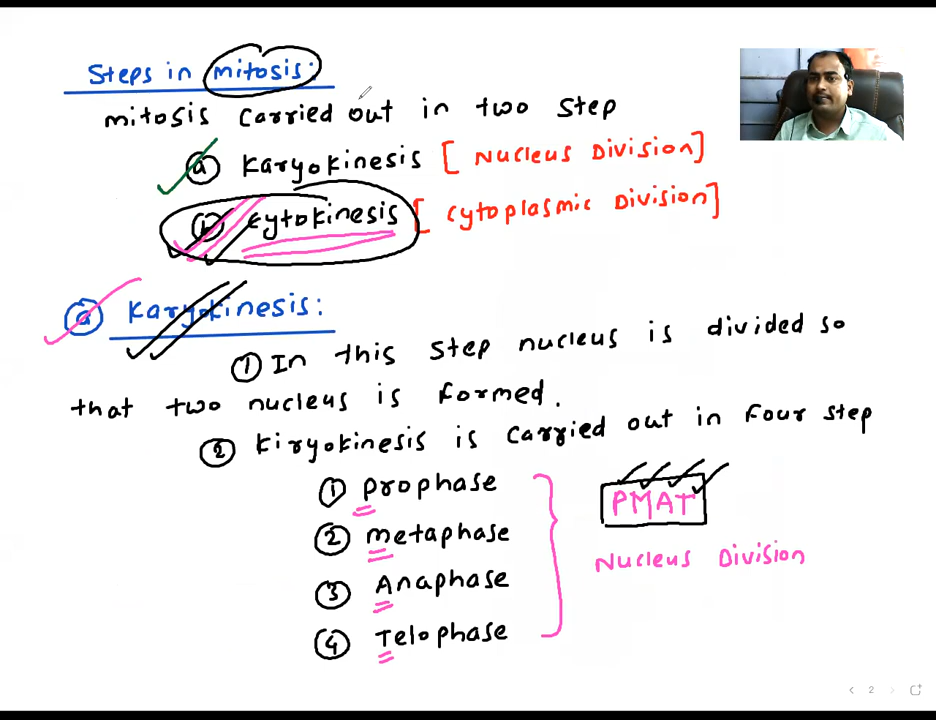 Steps in mitosis:
mitosis carried out in two step
a Karyokinesis [ Nucleus Division]
b Cytokinesis [ Cytoplasmic Division]
a Karyokinesis:
1 In this step nucleus is divided so
that two nucleus is formed.
2 Kiryokinesis is carried out in four step
1 Prophase
2 metaphase
3 Anaphase
4 Telophase
PMAT
Nucleus Division
2